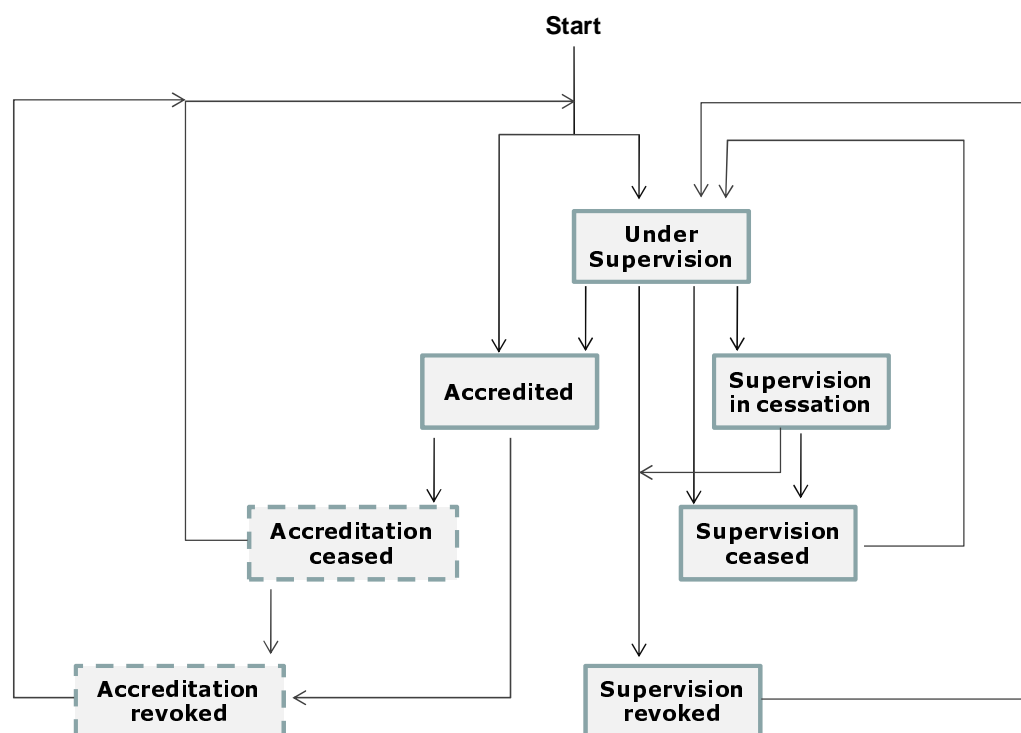 Start
Under
Supervision
Accredited
Supervision
in cessation
Accreditation
ceased
Supervision
ceased
Accreditation
revoked
Supervision
revoked